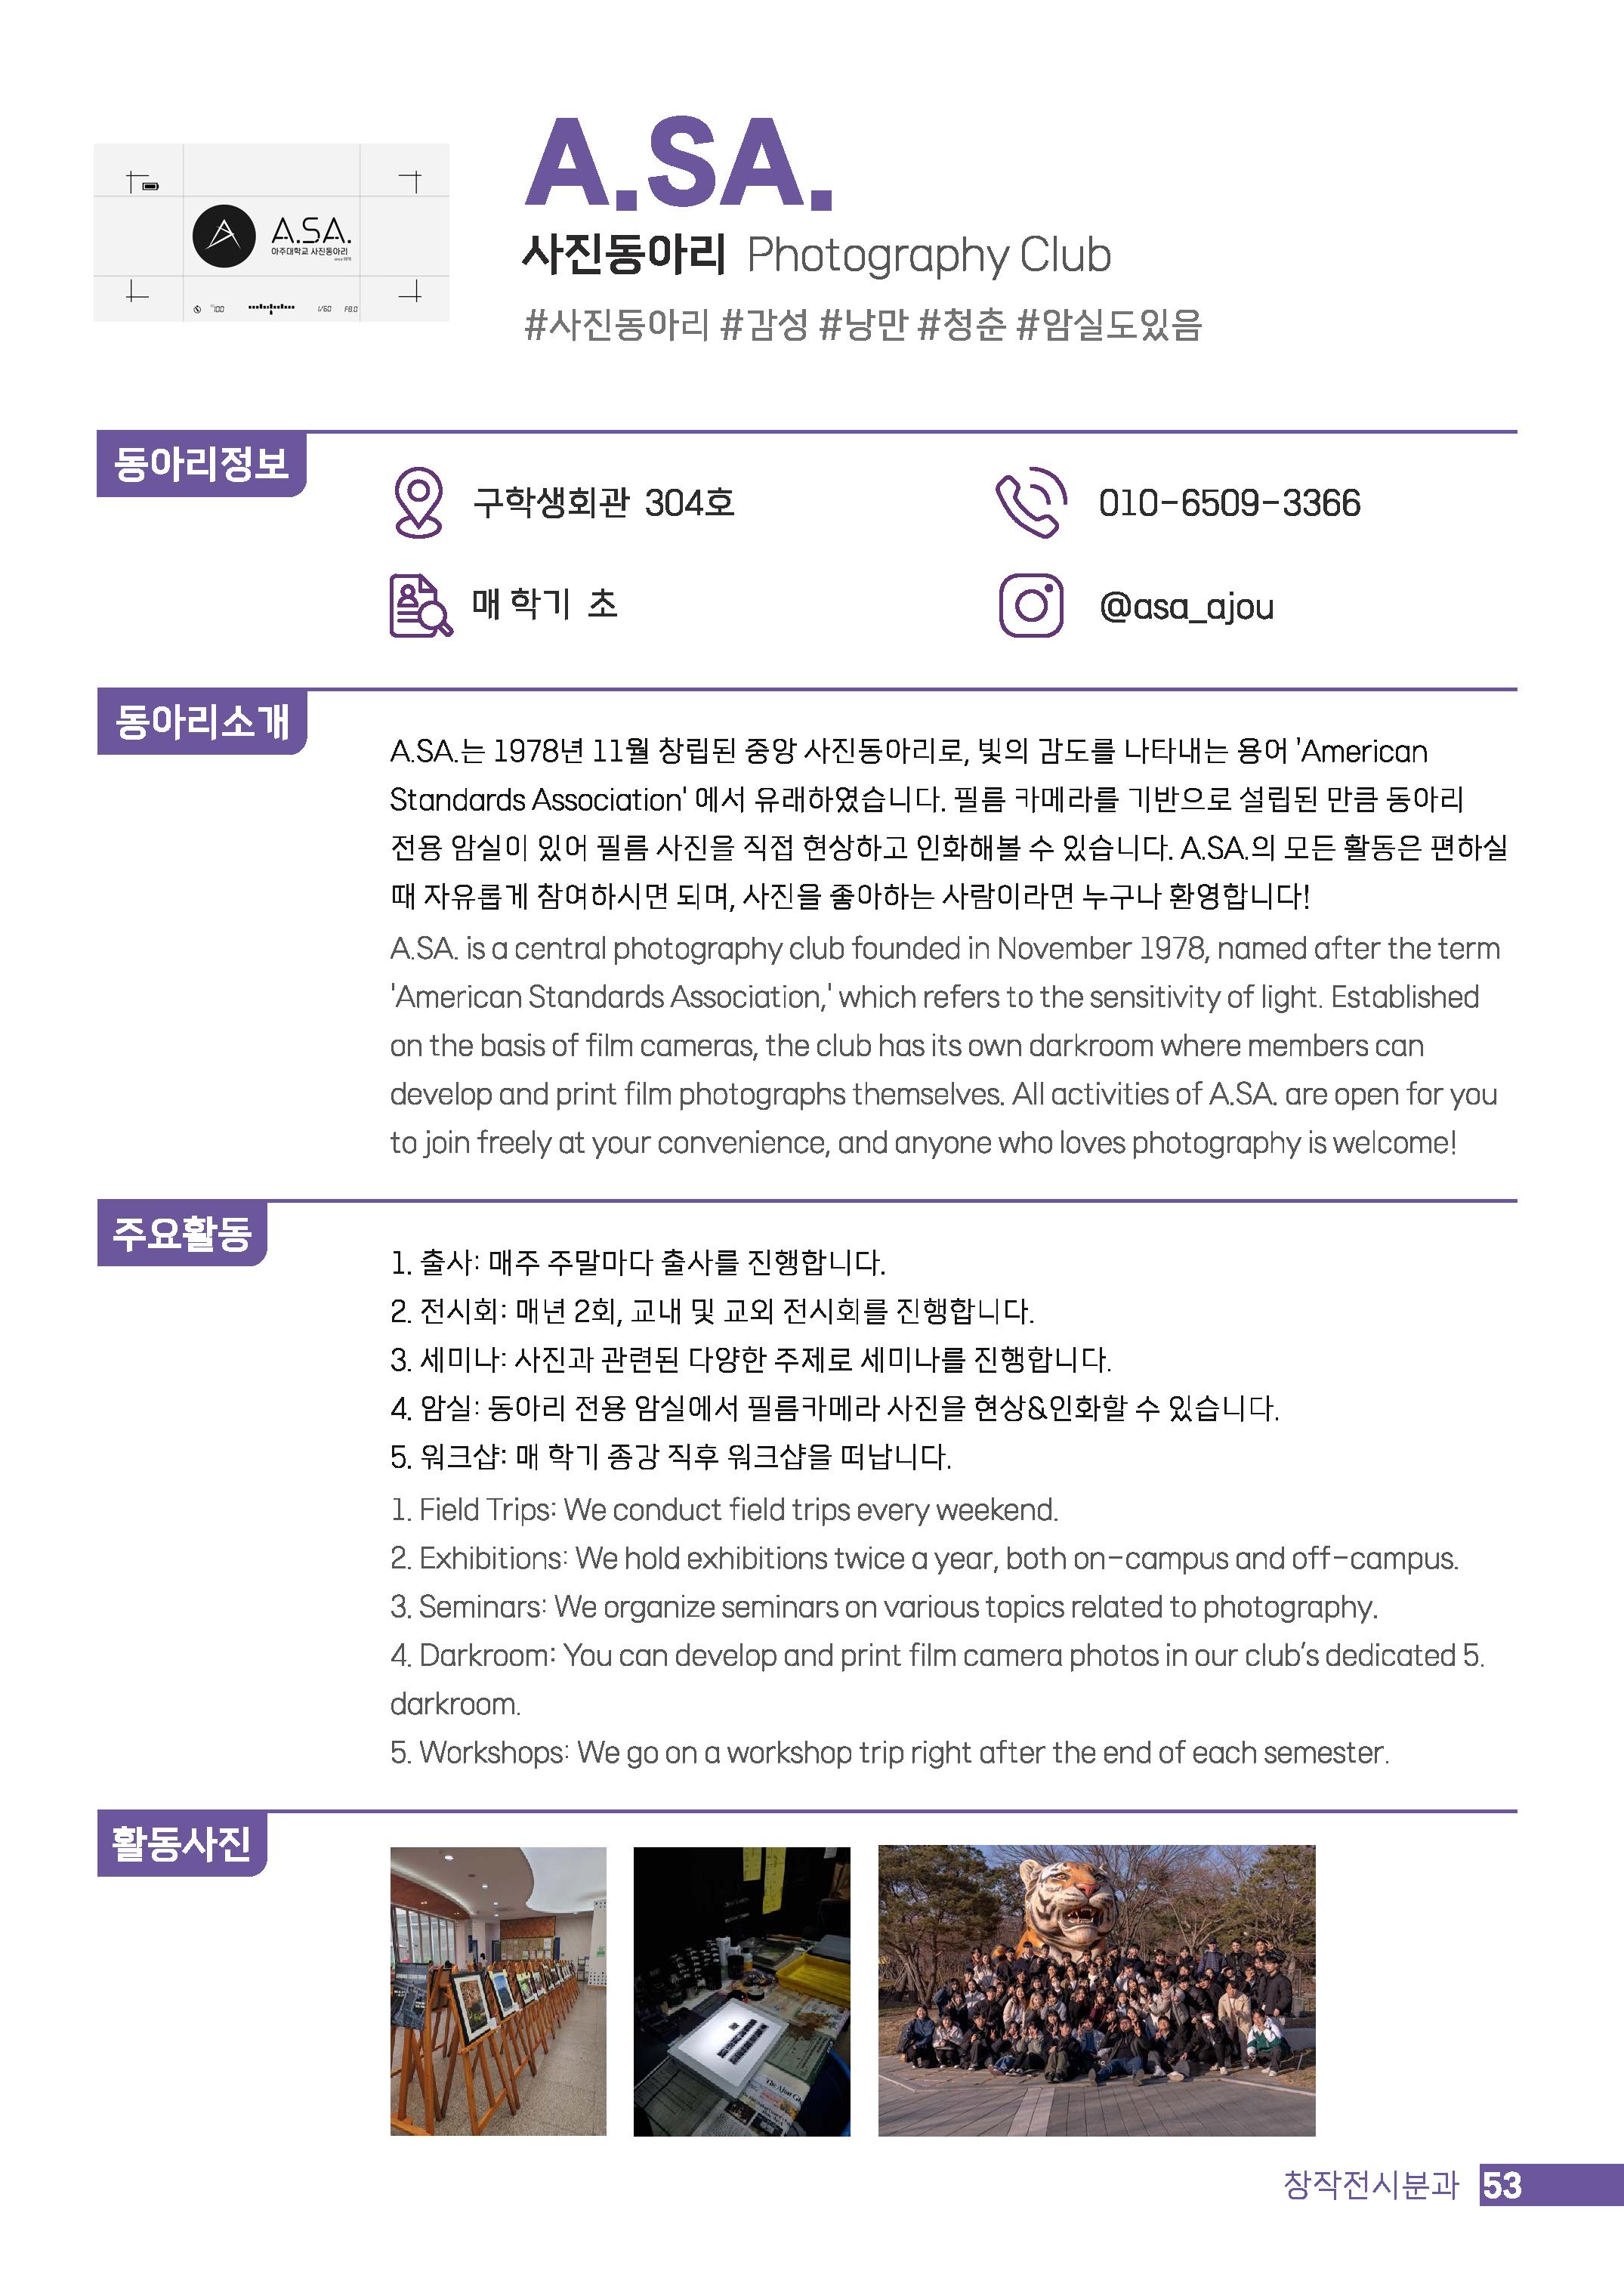 A.SA.
아주대학교 사진동아리
since 1978
100
1/60 F8.0
A.SA.
사진동아리 Photography Club
#사진동아리 #감성 #낭만 #청춘 #암실도있음
동아리정보
구학생회관 304호
010-6509-3366
매 학기 초
@asa_ajou
동아리소개
A.SA.는 1978년 11월 창립된 중앙 사진동아리로, 빛의 감도를 나타내는 용어 'American
Standards Association' 에서 유래하였습니다. 필름 카메라를 기반으로 설립된 만큼 동아리
전용 암실이 있어 필름 사진을 직접 현상하고 인화해볼 수 있습니다. A.SA.의 모든 활동은 편하실
때 자유롭게 참여하시면 되며, 사진을 좋아하는 사람이라면 누구나 환영합니다!
A.SA. is a central photography club founded in November 1978, named after the term
'American Standards Association,' which refers to the sensitivity of light. Established
on the basis of film cameras, the club has its own darkroom where members can
develop and print film photographs themselves. All activities of A.SA. are open for you
to join freely at your convenience, and anyone who loves photography is welcome!
주요활동
1. 출사: 매주 주말마다 출사를 진행합니다.
2. 전시회: 매년 2회, 교내 및 교외 전시회를 진행합니다.
3. 세미나: 사진과 관련된 다양한 주제로 세미나를 진행합니다.
4. 암실: 동아리 전용 암실에서 필름카메라 사진을 현상&인화할 수 있습니다.
5. 워크샵: 매 학기 종강 직후 워크샵을 떠납니다.
1. Field Trips: We conduct field trips every weekend.
2. Exhibitions: We hold exhibitions twice a year, both on-campus and off-campus.
3. Seminars: We organize seminars on various topics related to photography.
4. Darkroom: You can develop and print film camera photos in our club’s dedicated 5.
darkroom.
5. Workshops: We go on a workshop trip right after the end of each semester.
활동사진
The Ajou Gl
창작전시분과 53